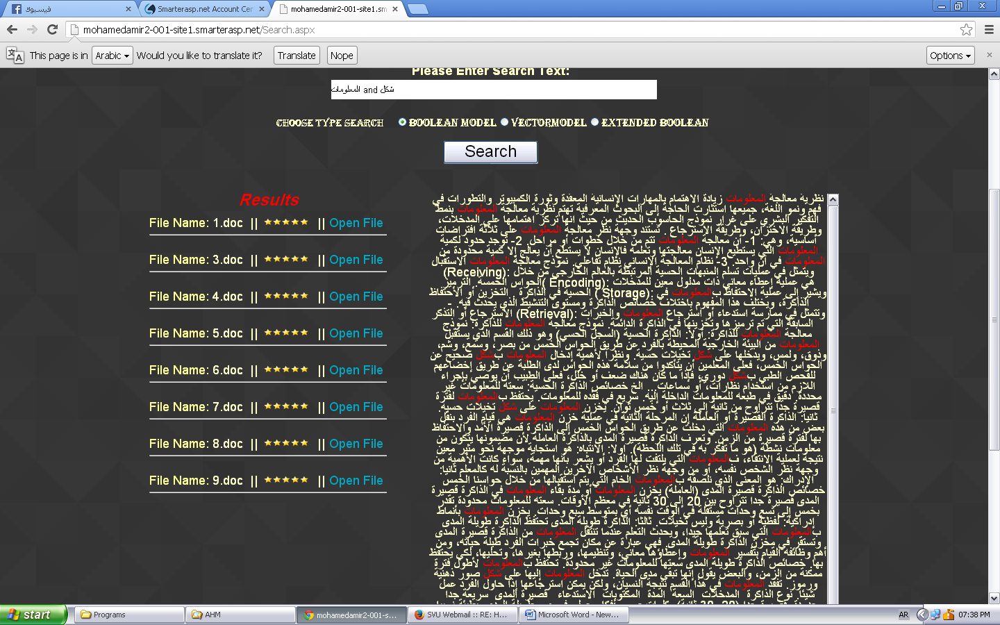 فيسبوك
Smarterasp.net Account Cer
mohamedamir2-001-site1.sm
mohamedamir2-001-site1.smarterasp.net/Search.aspx
This page is in Arabic Would you like to translate it? Translate Nope Options
Please Enter Search Text:
المعلومات and شكل
CHOOSE TYPE SEARCH BOOLEAN MODEL VECTORMODEL EXTENDED BOOLEAN
Search
Results
File Name: 1.doc || ★★★★★ || Open File
File Name: 3.doc || ★★★★★ || Open File
File Name: 4.doc || ★★★★★ || Open File
File Name: 5.doc || ★★★★★ || Open File
File Name: 6.doc || ★★★★★ || Open File
File Name: 7.doc || ★★★★★ || Open File
File Name: 8.doc || ★★★★★ || Open File
File Name: 9.doc || ★★★★★ || Open File
نظرية معالجة المعلومات زيادة الاهتمام بالمهارات الإنسانية المعقدة وثورة الكمبيوتر والتطورات في
فهم ونمو اللغة، جميعها استثارت الحاجة إلى البحوث المعرفية تهتم نظرية معالجة المعلومات بنمط
التفكير البشري على غرار نموذج الحاسوب الحديث من حيث انها تركز اهتمامها على المدخلات،
وطريقة الاختزان، وطريقة الإسترجاع . تستند وجهة نظر معالجة المعلومات على ثلاثة افتراضات
أساسية، وهي: 1- أن معالجة المعلومات تتم من خلال خطوات أو مراحل. 2- توجد حدود لكمية
المعلومات التي يستطيع الإنسان معالجتها وتعلمه فالإنسان لا يستطع أن يعالج إلا كمية محدودة من
المعلومات في آن واحد. 3- نظام المعالجة الإنساني نظام تفاعلي. نموذج معالجة المعلومات الاستقبال
ويتمثل في عمليات تسلم المنبهات الحسية المرتبطة بالعالم الخارجي من خلال :(Receiving)
هي عملية إعطاء معاني ذات مدلول معين للمدخلات :(Encoding )الحواس الخمسه. الترميز
ويشير إلى عملية الاحتفاظ بالمعلومات في :(Storage ) الحسية في الذاكرة . التخزين أو الاحتفاظ
الذاكرة، ويختلف هذا المفهوم باختلاف خصائص الذاكرة ومستوى التنشيط الذي يحدث فيه. -
وتتمثل في ممارسة استدعاء أو استرجاع المعلومات والخبرات :(Retrieval) الاسترجاع أو التذكر
السابقة التي تم ترميزها وتخزينها في الذاكرة الدائمة. نموذج معالجة المعلومات للذاكرة: نموذج
معالجة المعلومات للذاكرة: أولا: الذاكرة الحسية (السجل الحسي) وهو ذلك القسم الذي يستقبل
المعلومات من البيئة الخارجية المحيطة بالفرد عن طريق الحواس الخمس من بصر، وسمع، وشم،
وذوق، ولمس، ويدخلها على شكل تخيلات حسية. ونظرا لأهمية إدخال المعلومات بشكل صحيح عن
الحواس الخمس، فعلى المعلمين أن يتأكدوا من سلامة هذه الحواس لدى الطلبة عن طريق إخضاعهم
للفحص الطبي بشكل دوري، فإذا ما كان هناك ضعف أو خلل، فعلى الطبيب أن يوصي بإجراء
اللازم من استخدام نظارات، أو سماعات... الخ خصائص الذاكرة الحسية: سعته للمعلومات غير
محددة. دقيق في طبعه للمعلومات الداخلة إليه. سريع في فقده للمعلومات. يحتفظ بالمعلومات لفترة
قصيرة جدا تتراوح من ثانية إلى ثلاث أو خمس ثوان. يخزن المعلومات على شكل تخيلات حسية.
ثانيا: الذاكرة القصيرة أو العاملة إن المرحلة الثانية في عملية خزن المعلومات هي قيام الفرد بنقل
بعض من هذه المعلومات التي دخلت عن طريق الحواس الخمس إلى الذاكرة قصيرة الأمد والاحتفاظ
بها لفترة قصيرة من الزمن. وتعرف الذاكرة قصيرة المدى بالذاكرة العاملة لأن مضمونها يتكون من
معلومات نشطة (هو ما تفكر به في تلك اللحظة). أولا: الانتباه: هو استجابة موجهة نحو مثير معين
نتيجة لعملية الانتقاء، فالمعلومات التي يلتفت لها الفرد أو يشعر بأنها مهمة، سواء كانت الأهمية من
وجهة نظر الشخص نفسه، أو من وجهة نظر الأشخاص الآخرين المهمين بالنسبة له كالمعلم ثانيا:
الإدراك: هو المعنى الذي نلصقه بالمعلومات الخام التي يتم استقبالها من خلال حواسنا الخمس
خصائص الذاكرة قصيرة المدى (العاملة) يخزن المعلومات أو مدة بقاء المعلومات في الذاكرة قصيرة
المدى قصيرة جدا تتراوح بين 20 إلى 30 ثانية في معظم الأوقات. سعته للمعلومات محدودة تقدر
بخمس إلى تسع وحدات مستقلة في الوقت نفسه أي بمتوسط سبع وحدات. يخزن المعلومات بأنماط
إدراكية: لفظية أو بصرية وليس تخيلات. ثالثا: الذاكرة طويلة المدى تحتفظ الذاكرة طويلة المدى
بالمعلومات التي سبق تعلمها جيدا، ويحدث التعلم عندما تنتقل المعلومات من الذاكرة قصيرة المدى
وتستقر في مخزن الذاكرة طويلة المدى. فهي عبارة عن مكان تجمع خبرات الفرد طيلة حياته، ومن
أهم وظائفه القيام بتفسير المعلومات وإعطاؤها معاني، وتنظيمها، وربطها بغيرها، وتحليها، لكي يحتفظ
بها. خصائص الذاكرة طويلة المدى سعتها للمعلومات غير محدودة. تحتفظ بالمعلومات لأطول فترة
ممكنة من الزمن، والبعض يقول إنها تبقى مدى الحياة. تدخل المعلومات إليها على شكل صور ذهنية
ورموز. تفقد المعلومات في هذا القسم نتيجة النسيان، ولكن يمكن استرجاعها إذا حاول الفرد عمل
شيئا. نوع الذاكرة المدخلات السعة المدة المكتوبات الاستدعاء قصيرة المدى سريعة جدا
start Programs AHM mohamedamir2-001-s... SVU Webmail :: RE: H... Microsoft Word - New... AR 07:38 PM